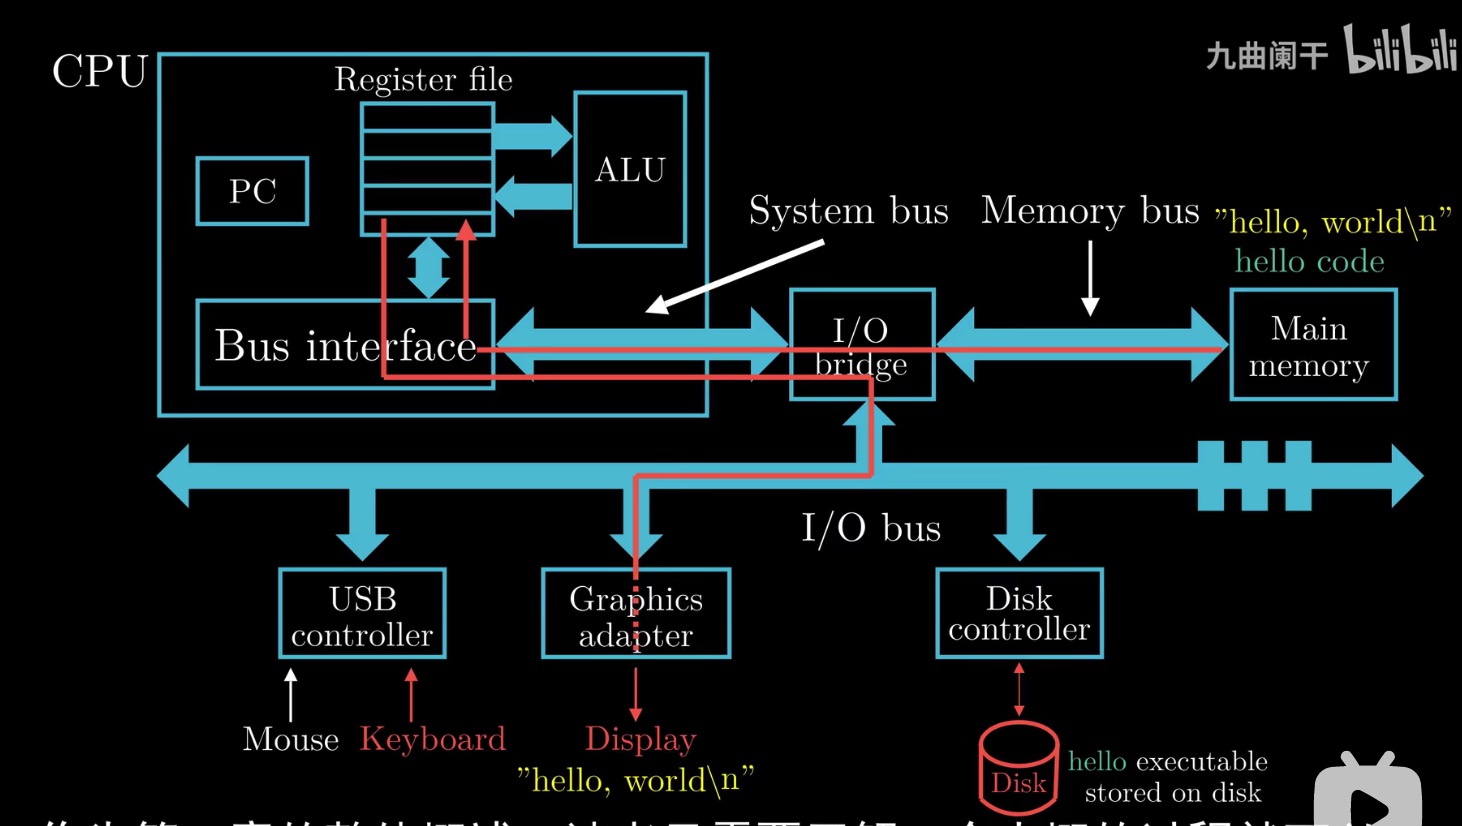 九曲阑干 bilibili
CPU
Register file
PC
ALU
System bus
Memory bus
"hello, world\n"
hello code
Bus interface
I/O
bridge
Main
memory
I/O bus
USB
controller
Graphics
adapter
Disk
controller
Mouse
Keyboard
Display
"hello, world\n"
Disk
hello executable
stored on disk